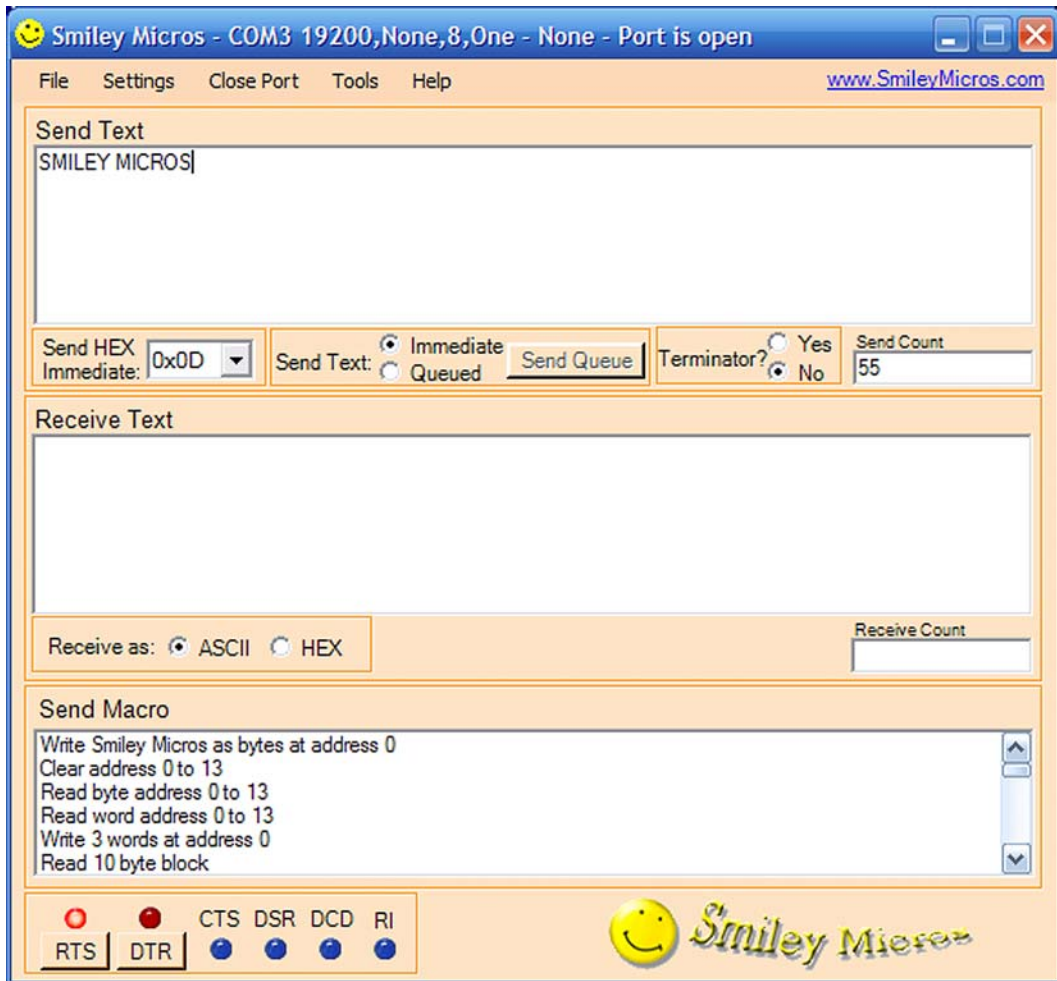 Smiley Micros - COM3 19200,None,8,One - None - Port is open
File Settings Close Port Tools Help www.SmileyMicros.com
Send Text
SMILEY MICROS
Send HEX Immediate: 0x0D
Send Text: Immediate Queued Send Queue
Terminator? Yes No
Send Count
55
Receive Text
Receive as: ASCII HEX
Receive Count
Send Macro
Write Smiley Micros as bytes at address 0
Clear address 0 to 13
Read byte address 0 to 13
Read word address 0 to 13
Write 3 words at address 0
Read 10 byte block
CTS DSR DCD RI
RTS DTR
Smiley Micros